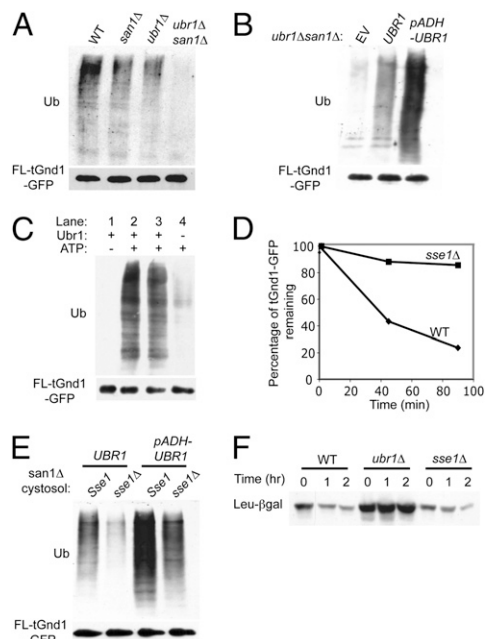 A
WT
san1Δ
ubr1Δ
ubr1Δ
san1Δ
Ub
FL-tGnd1
-GFP
B
ubr1Δsan1Δ:
EV
UBR1
pADH
-UBR1
Ub
FL-tGnd1
-GFP
C
Lane: 1 2 3 4
Ubr1: + + + -
ATP: - + + +
Ub
FL-tGnd1
-GFP
D
Percentage of tGnd1-GFP
remaining
100
80
60
40
20
0
sse1Δ
WT
0 20 40 60 80 100
Time (min)
E
UBR1
pADH-
UBR1
san1Δ
cytosol:
Sse1
sse1Δ
Sse1
sse1Δ
Ub
FL-tGnd1
-GFP
F
WT ubr1Δ sse1Δ
Time (hr) 0 1 2 0 1 2 0 1 2
Leu-βgal